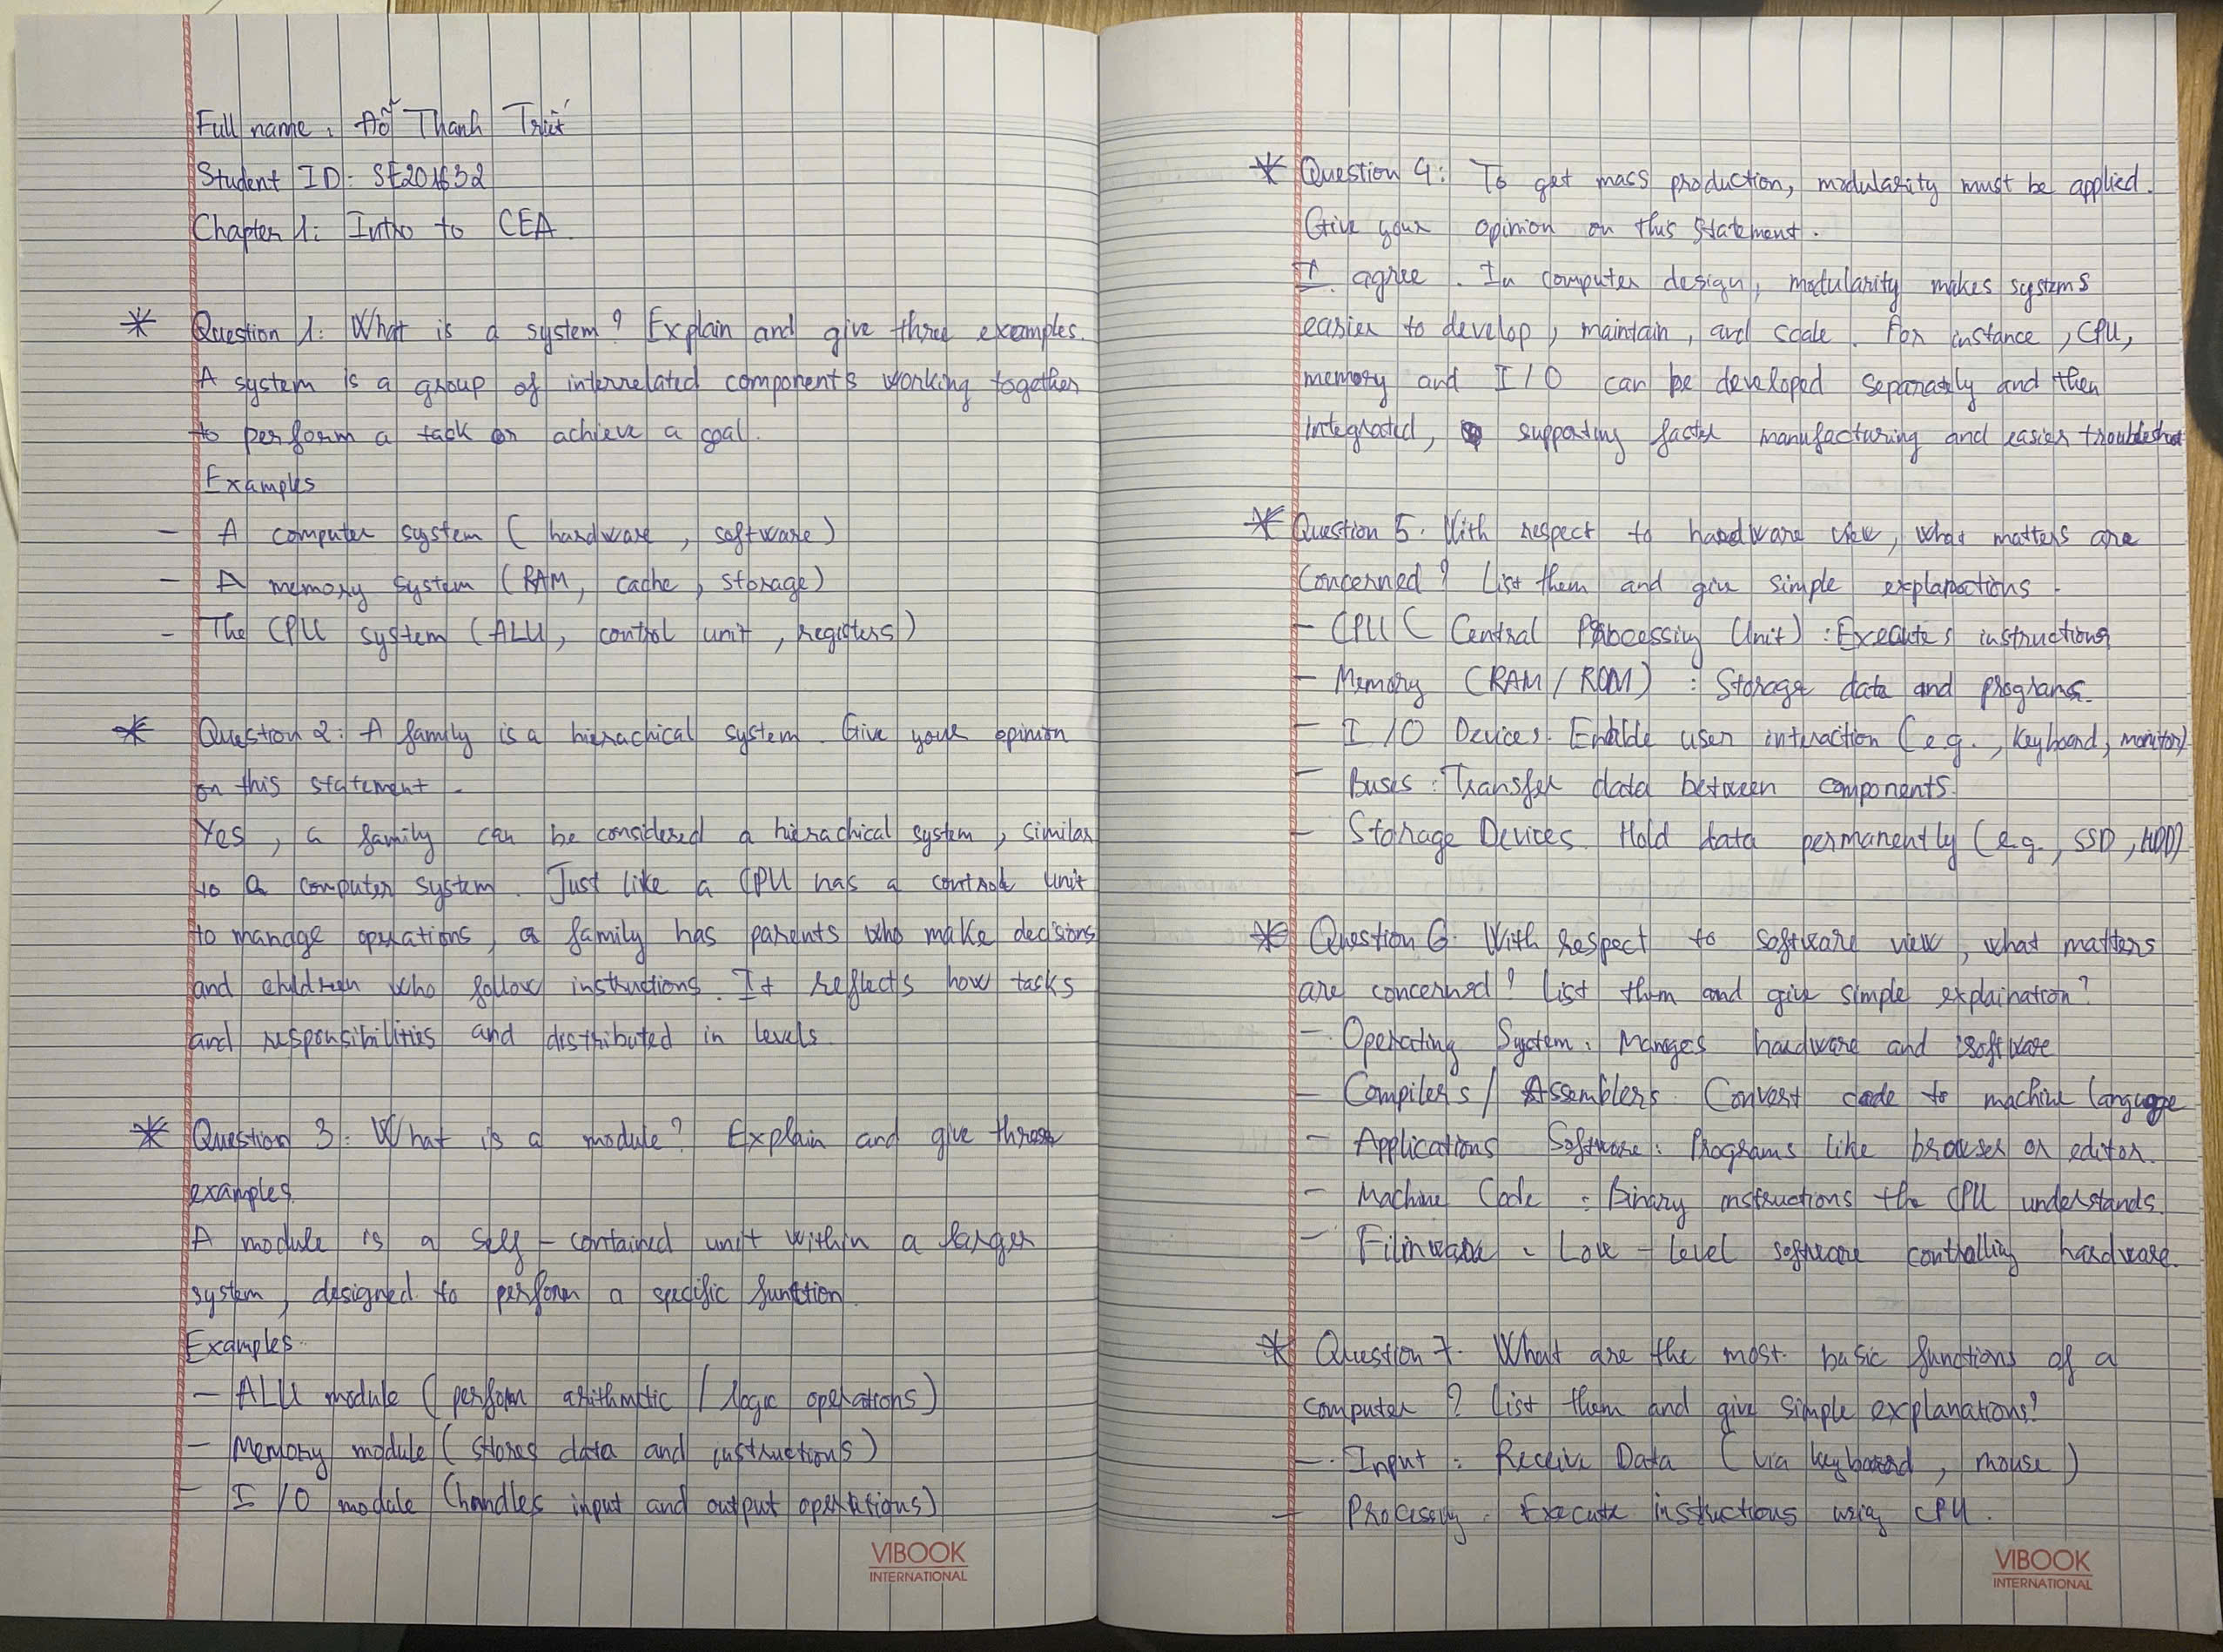 Full name : Đỗ Thanh Triết
Student ID: SE201632
Chapter 1: Intro to CEA
* Question 1: What is a system? Explain and give three examples.
A system is a group of interrelated components working together
to perform a task or achieve a goal.
Examples
- A computer system ( hardware , software )
- A memory system (RAM, cache , storage)
- The CPU system (ALU, control unit , registers)
* Question 2: A family is a hierachical system. Give your opinion
on this statement.
Yes, a family can be considered a hierachical system, similar
to a computer system. Just like a CPU has a control unit
to manage operations, a family has parents who make decisions
and children who follow instructions. It reflects how tasks
and responsibilities and distributed in levels.
* Question 3: What is a module? Explain and give three
examples.
A module is a self-contained unit within a larger
system, designed to perform a specific function.
Examples.
- ALU module ( perform arithmetic / logic operations)
- Memory module ( stores data and instructions )
- I/O module (handles input and output operations)
VIBOOK
INTERNATIONAL
* Question 4: To get mass production, modularity must be applied.
Give your opinion on this statement.
I agree. In computer design, modularity makes systems
easier to develop, maintain, and scale. For instance, CPU,
memory and I/O can be developed separately and then
integrated, supporting faster manufacturing and easier troubleshoot
* Question 5. With respect to hardware view, what matters are
concerned? List them and give simple explanations.
- CPU ( Central Processing Unit) : Executes instructions
- Memory (RAM/ROM) : Storage data and programs.
- I/O Devices. Enable user interaction (e.g., keyboard, monitor)
- Buses : Transfer data between components.
- Storage Devices. Hold data permanently (e.g., SSD, HDD)
* Question 6. With respect to software view, what matters
are concerned? List them and give simple explaination?
- Operating System: Manges hardware and software
- Compilers / Assemblers. Convert code to machine language
- Applications Software: Programs like browser or editor.
- Machine Code : Binary instructions the CPU understands.
- : Low-level software controlling hardware.
* Question 7. What are the most basic functions of a
computer ? List them and give simple explanations?
- Input : Receive Data ( via keyboard, mouse )
- Processing. Execute instructions using CPU.
VIBOOK
INTERNATIONAL